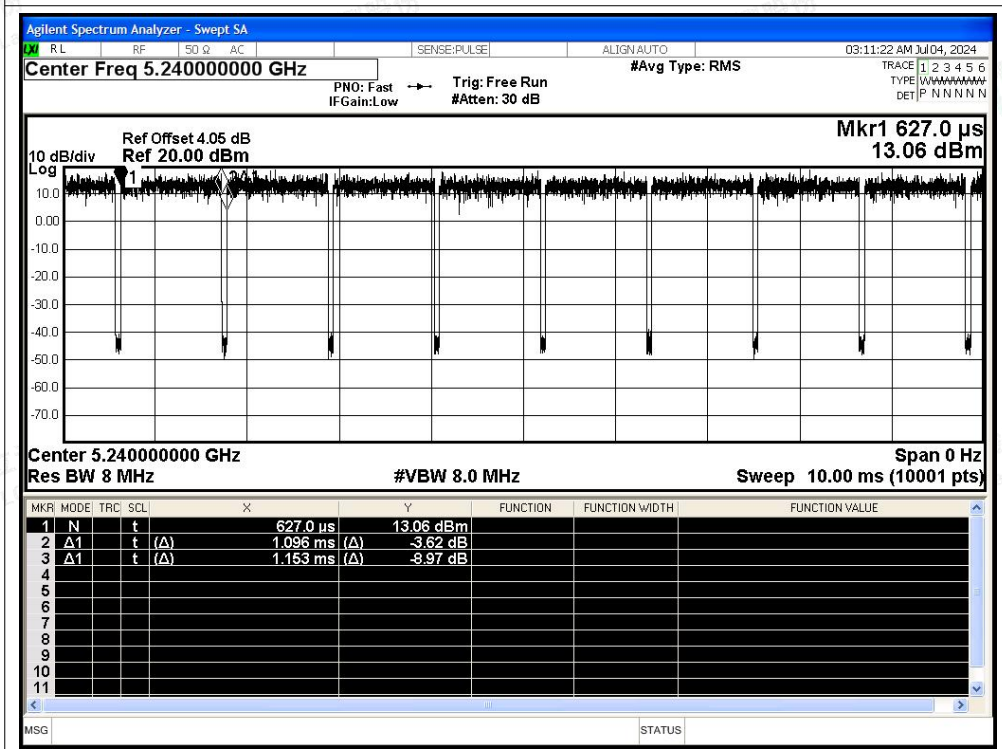 Agilent Spectrum Analyzer - Swept SA
LXI RL RF 50 Ω AC SENSE:PULSE ALIGN AUTO 03:11:22 AM Jul 04, 2024
Center Freq 5.240000000 GHz #Avg Type: RMS TRACE 1 2 3 4 5 6
PNO: Fast Trig: Free Run TYPE
IFGain:Low #Atten: 30 dB DET P N N N N N
Mkr1 627.0 µs
Ref Offset 4.05 dB
10 dB/div Ref 20.00 dBm 13.06 dBm
Log
1
10.0
0.00
-10.0
-20.0
-30.0
-40.0
-50.0
-60.0
-70.0
Center 5.240000000 GHz Span 0 Hz
Res BW 8 MHz #VBW 8.0 MHz Sweep 10.00 ms (10001 pts)
MKR MODE TRC SCL X Y FUNCTION FUNCTION WIDTH FUNCTION VALUE
1 N t 627.0 µs 13.06 dBm
2 Δ1 t (Δ) 1.096 ms (Δ) -3.62 dB
3 Δ1 t (Δ) 1.153 ms (Δ) -8.97 dB
4
5
6
7
8
9
10
11
MSG STATUS